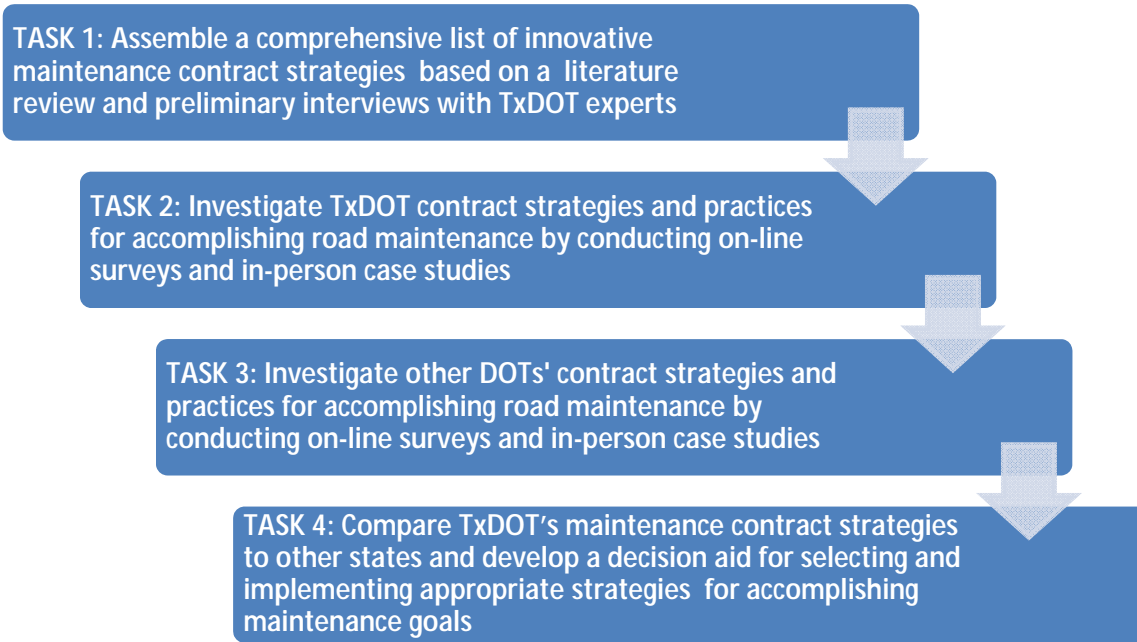 TASK 1: Assemble a comprehensive list of innovative
maintenance contract strategies based on a literature
review and preliminary interviews with TxDOT experts
TASK 2: Investigate TxDOT contract strategies and practices
for accomplishing road maintenance by conducting on-line
surveys and in-person case studies
TASK 3: Investigate other DOTs' contract strategies and
practices for accomplishing road maintenance by
conducting on-line surveys and in-person case studies
TASK 4: Compare TxDOT’s maintenance contract strategies
to other states and develop a decision aid for selecting and
implementing appropriate strategies for accomplishing
maintenance goals